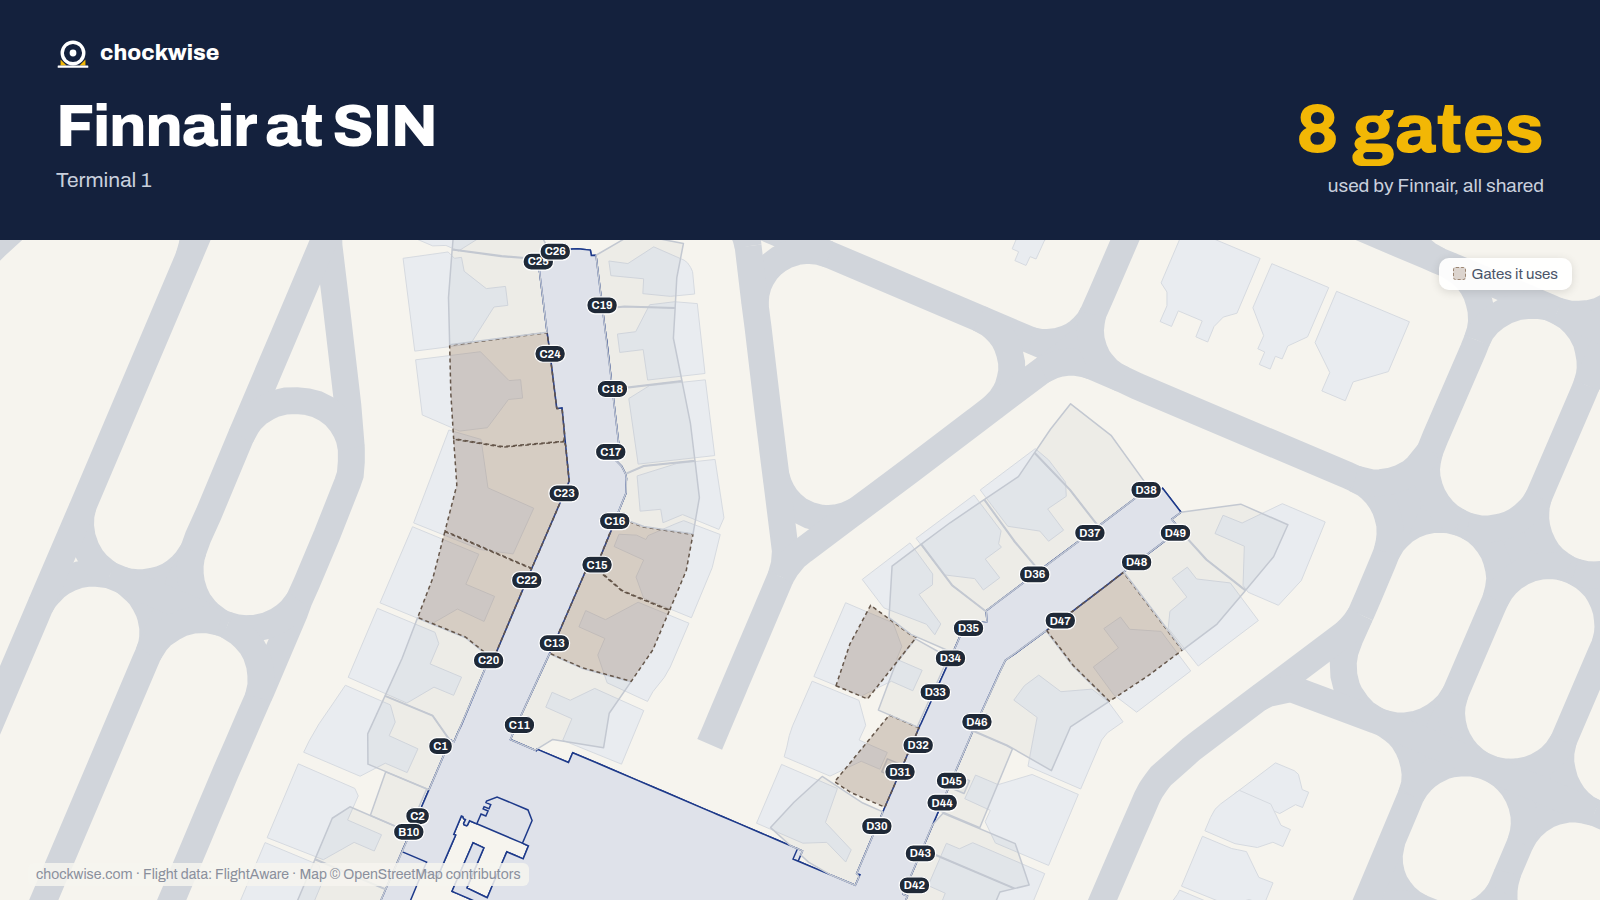 chockwise
Finnair at SIN
Terminal 1
8 gates
used by Finnair, all shared
Gates it uses
C26
C25
C19
C24
C18
C17
C23
C16
C15
C22
C13
C20
C11
C1
C2
B10
D38
D37
D49
D48
D36
D47
D35
D34
D33
D46
D32
D31
D45
D44
D30
D43
D42
chockwise.com · Flight data: FlightAware · Map © OpenStreetMap contributors